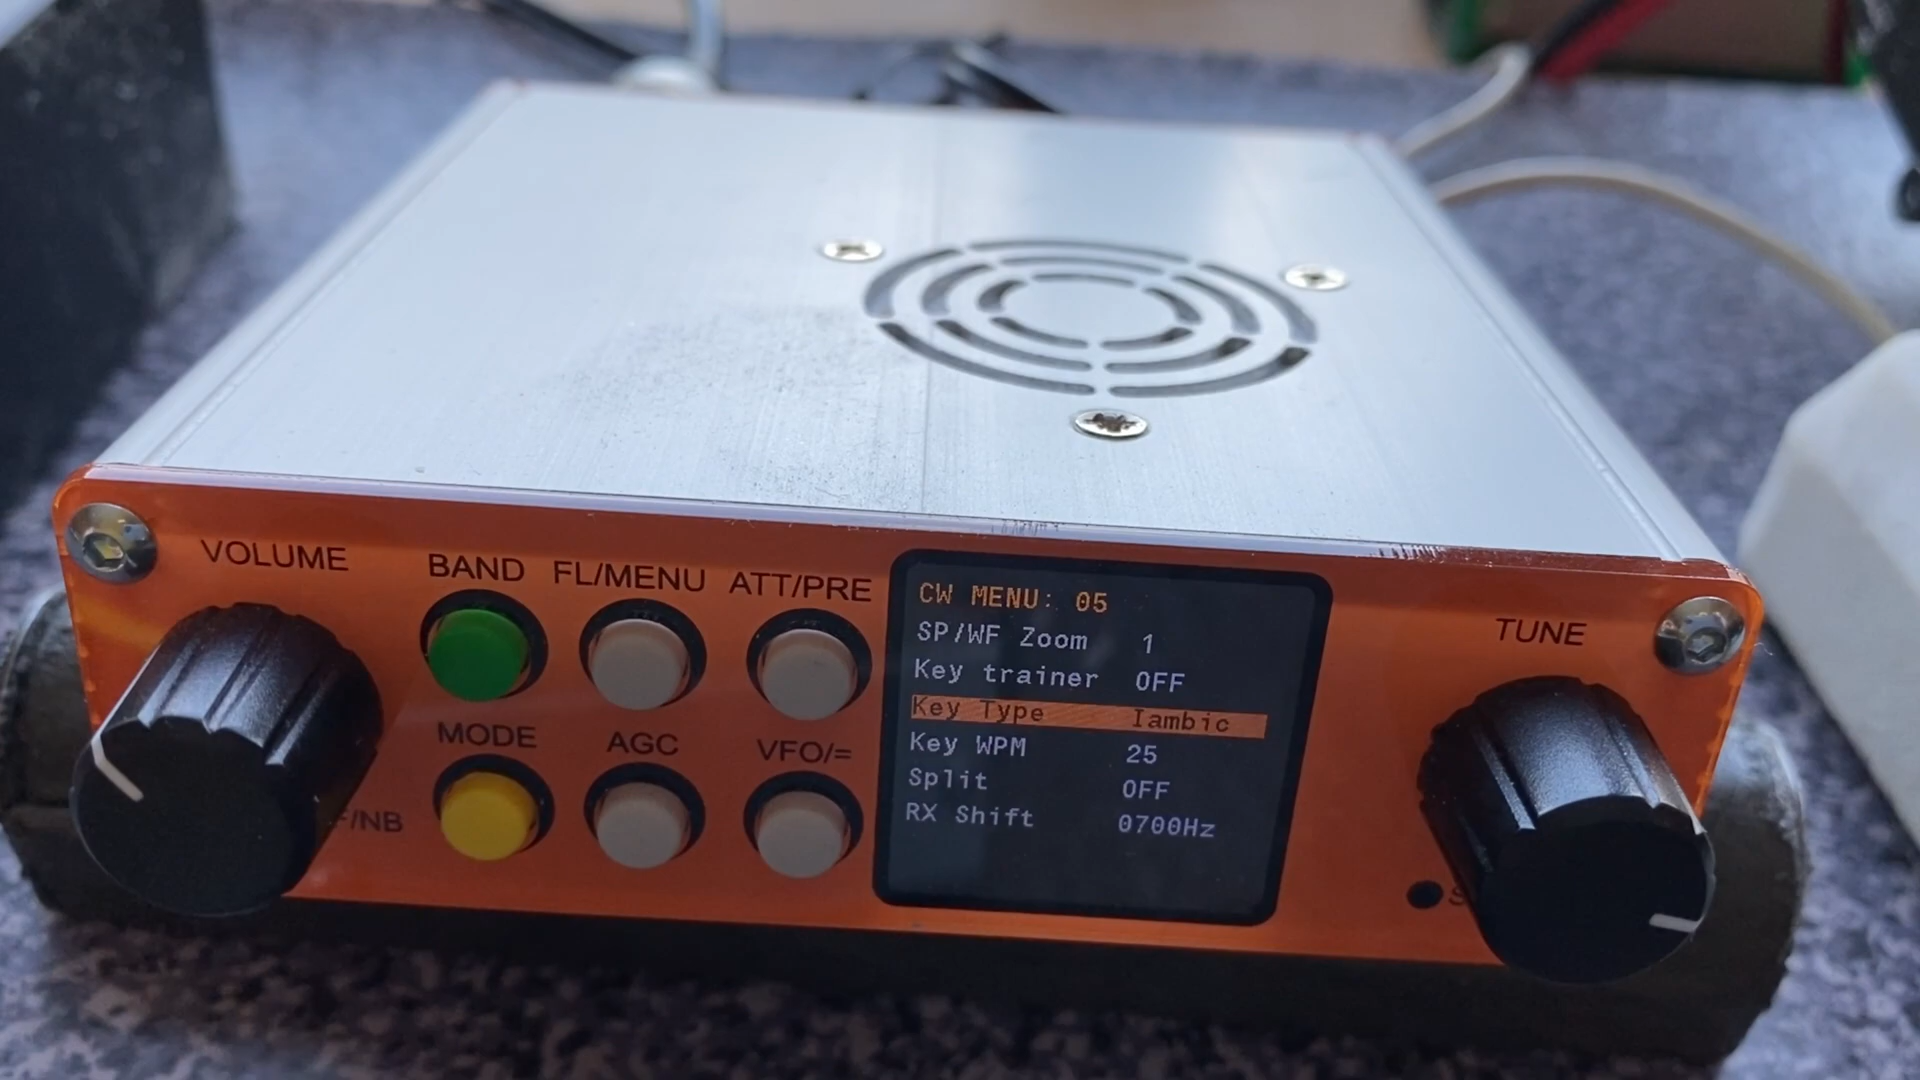 VOLUME
BAND
FL/MENU
ATT/PRE
MODE
AGC
VFO/=
/NB
CW MENU: 05
SP/WF Zoom 1
Key trainer OFF
Key Type Iambic
Key WPM 25
Split OFF
RX Shift 0700Hz
TUNE